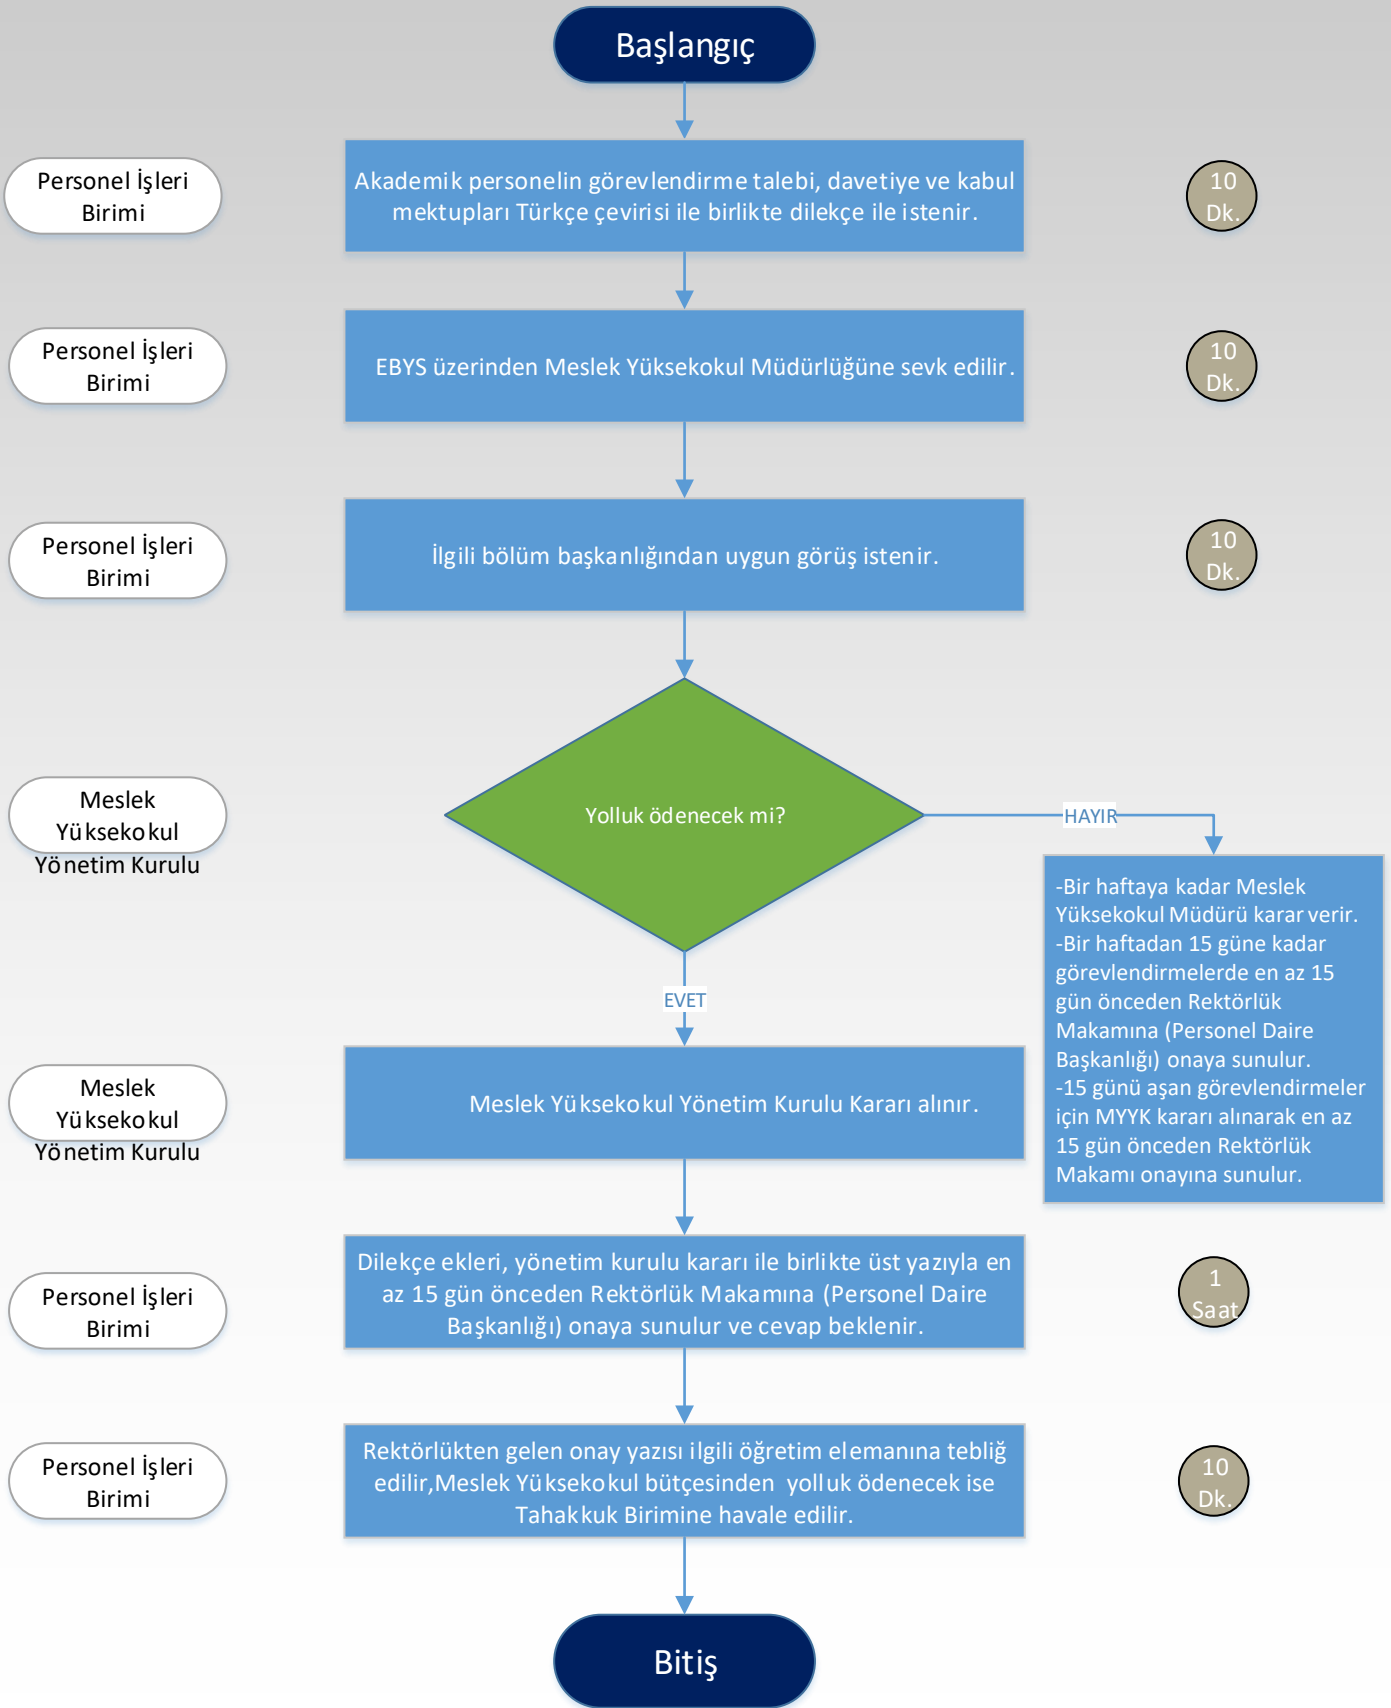 Başlangıç
Personel İşleri
Birimi
Akademik personelin görevlendirme talebi, davetiye ve kabul
mektupları Türkçe çevirisi ile birlikte dilekçe ile istenir.
10
Dk.
Personel İşleri
Birimi
EBYS üzerinden Meslek Yüksekokul Müdürlüğüne sevk edilir.
10
Dk.
Personel İşleri
Birimi
İlgili bölüm başkanlığından uygun görüş istenir.
10
Dk.
Meslek
Yüksekokul
Yönetim Kurulu
Yolluk ödenecek mi?
HAYIR
-Bir haftaya kadar Meslek
Yüksekokul Müdürü karar verir.
-Bir haftadan 15 güne kadar
görevlendirmelerde en az 15
gün önceden Rektörlük
Makamına (Personel Daire
Başkanlığı) onaya sunulur.
-15 günü aşan görevlendirmeler
için MYYK kararı alınarak en az
15 gün önceden Rektörlük
Makamı onayına sunulur.
EVET
Meslek
Yüksekokul
Yönetim Kurulu
Meslek Yüksekokul Yönetim Kurulu Kararı alınır.
Personel İşleri
Birimi
Dilekçe ekleri, yönetim kurulu kararı ile birlikte üst yazıyla en
az 15 gün önceden Rektörlük Makamına (Personel Daire
Başkanlığı) onaya sunulur ve cevap beklenir.
1
Saat
Personel İşleri
Birimi
Rektörlükten gelen onay yazısı ilgili öğretim elemanına tebliğ
edilir,Meslek Yüksekokul bütçesinden  yolluk ödenecek ise
Tahakkuk Birimine havale edilir.
10
Dk.
Bitiş